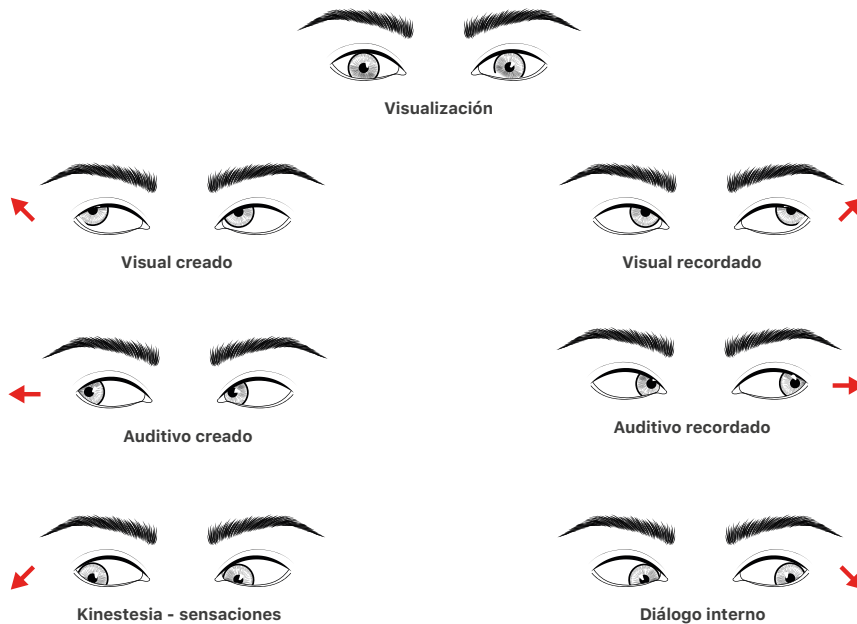 Visualización
Visual creado
Visual recordado
Auditivo creado
Auditivo recordado
Kinestesia - sensaciones
Diálogo interno